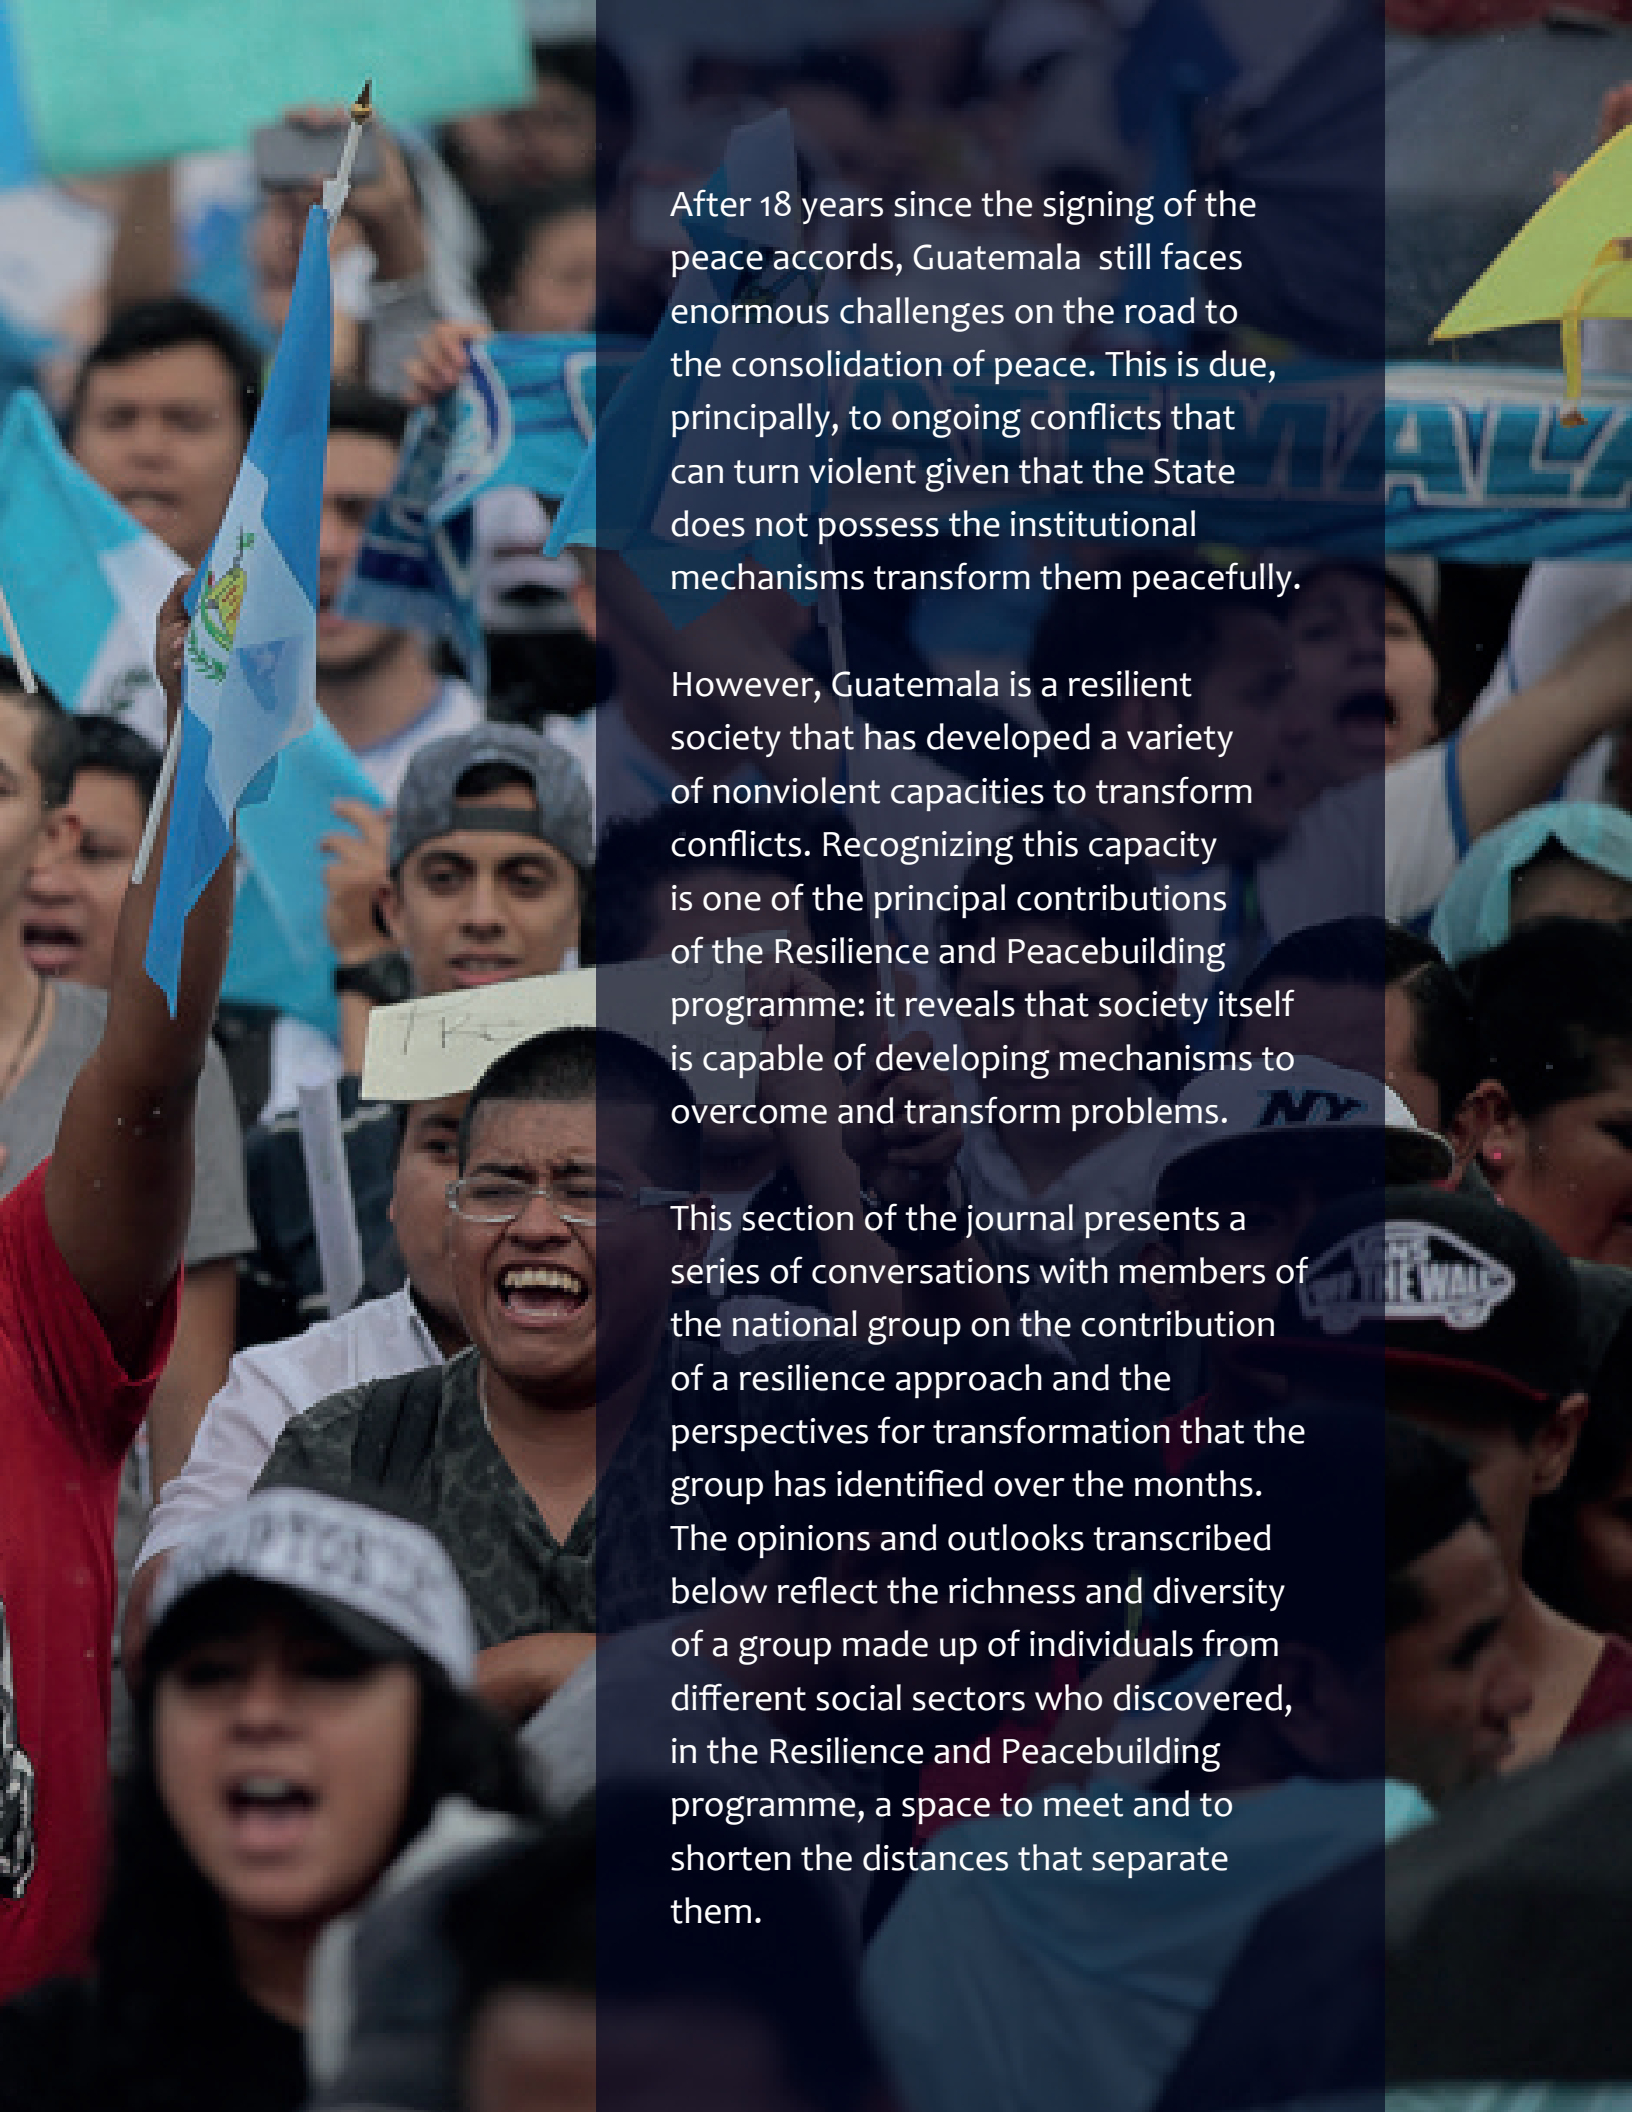 After 18 years since the signing of the
peace accords, Guatemala  still faces
enormous challenges on the road to
the consolidation of peace. This is due,
principally, to ongoing conflicts that
can turn violent given that the State
does not possess the institutional
mechanisms transform them peacefully.
However, Guatemala is a resilient
society that has developed a variety
of nonviolent capacities to transform
conflicts. Recognizing this capacity
is one of the principal contributions
of the Resilience and Peacebuilding
programme: it reveals that society itself
is capable of developing mechanisms to
overcome and transform problems.
This section of the journal presents a
series of conversations with members of
the national group on the contribution
of a resilience approach and the
perspectives for transformation that the
group has identified over the months.
The opinions and outlooks transcribed
below reflect the richness and diversity
of a group made up of individuals from
different social sectors who discovered,
in the Resilience and Peacebuilding
programme, a space to meet and to
shorten the distances that separate
them.
NY
VANS
OFF THE WALL